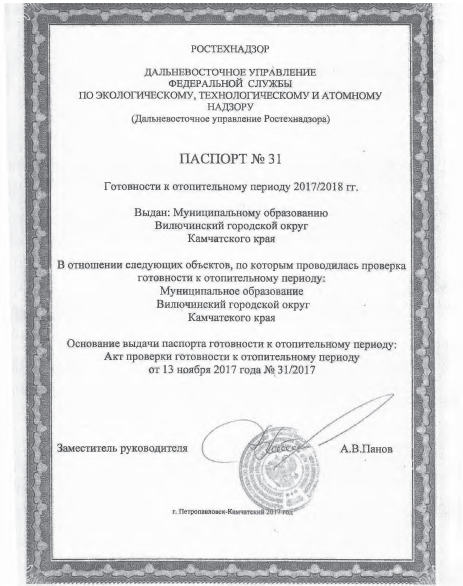 РОСТЕХНАДЗОР
ДАЛЬНЕВОСТОЧНОЕ УПРАВЛЕНИЕ
ФЕДЕРАЛЬНОЙ СЛУЖБЫ
ПО ЭКОЛОГИЧЕСКОМУ, ТЕХНОЛОГИЧЕСКОМУ И АТОМНОМУ
НАДЗОРУ
(Дальневосточное управление Ростехнадзора)
ПАСПОРТ № 31
Готовности к отопительному периоду 2017/2018 гг.
Выдан: Муниципальному образованию
Вилючинский городской округ
Камчатского края
В отношении следующих объектов, по которым проводилась проверка
готовности к отопительному периоду:
Муниципальное образование
Вилючинский городской округ
Камчатского края
Основание выдачи паспорта готовности к отопительному периоду:
Акт проверки готовности к отопительному периоду
от 13 ноября 2017 года № 31/2017
Заместитель руководителя А.В.Панов
г. Петропавловск-Камчатский 2017 год